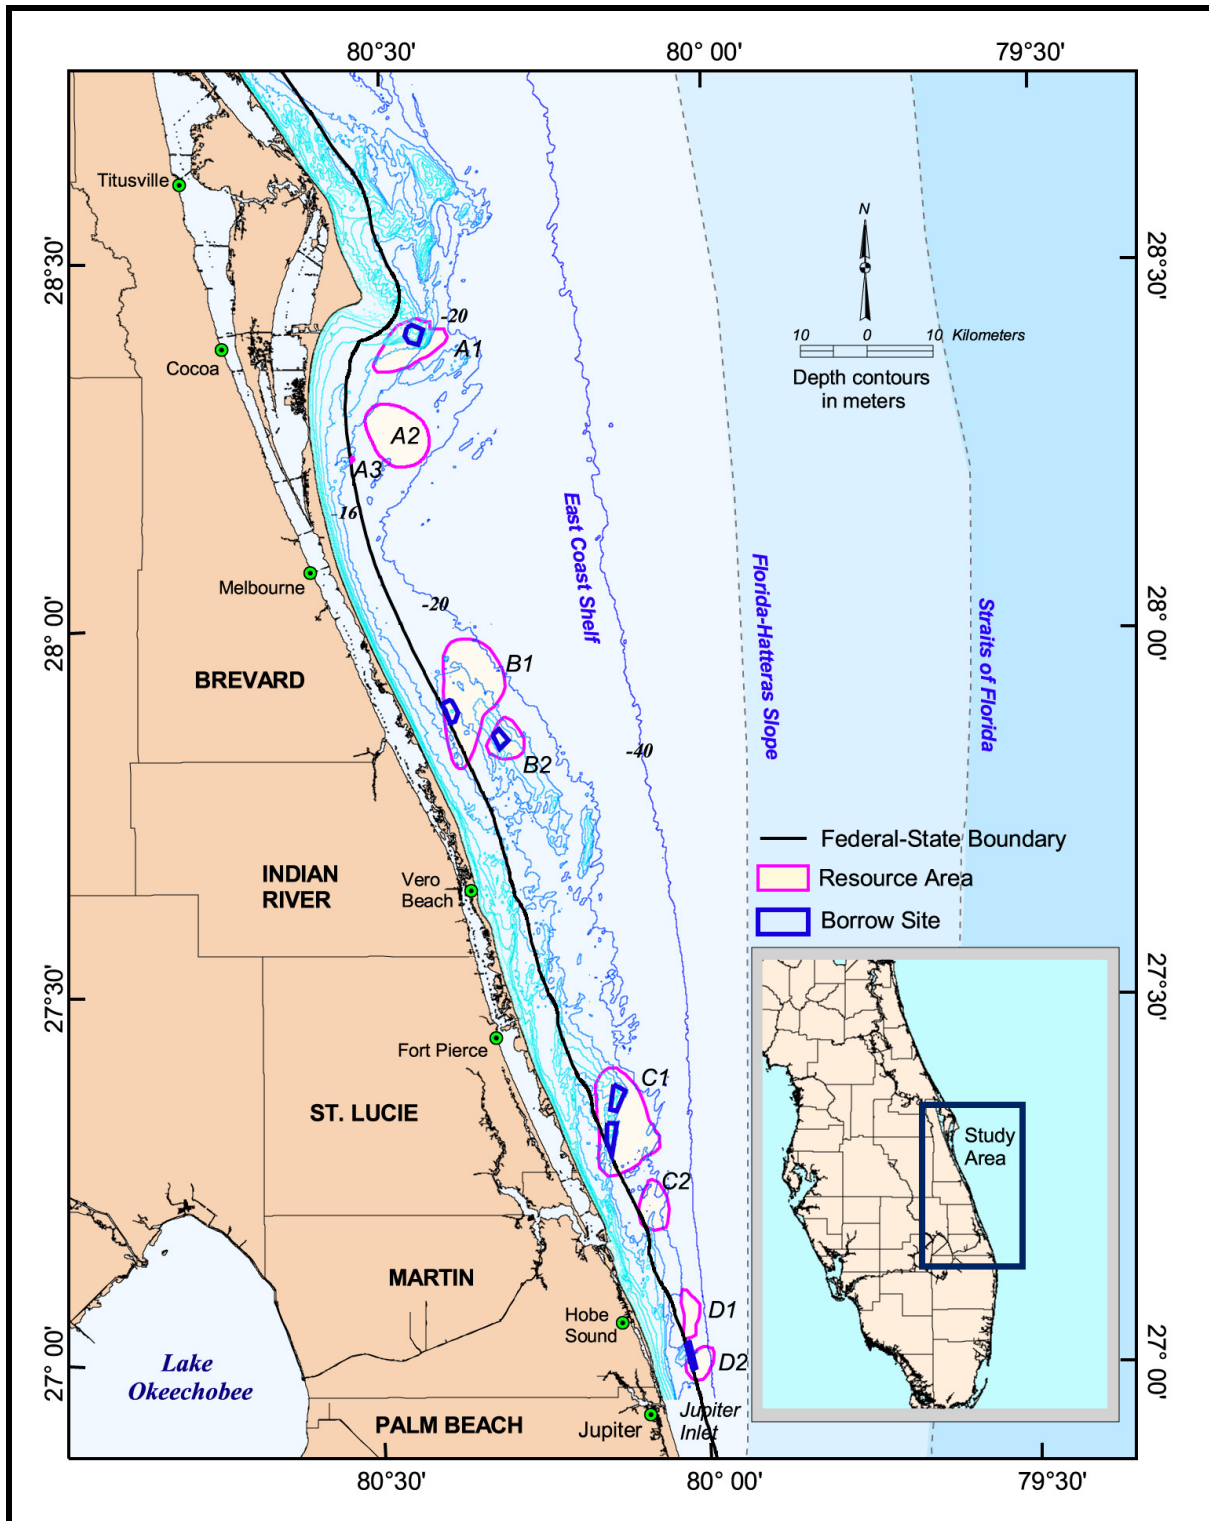 80°30'
80°00'
79°30'
Titusville
N
28°30'
28°30'
-20
10
0
10
Kilometers
A1
Cocoa
Depth contours
in meters
A2
A3
-16
East Coast Shelf
Florida-Hatteras Slope
Straits of Florida
Melbourne
-20
28° 00'
28° 00'
B1
BREVARD
-40
B2
Federal-State Boundary
Resource Area
Borrow Site
INDIAN
RIVER
Vero
Beach
27°30'
27°30'
Fort Pierce
C1
ST. LUCIE
Study
Area
C2
MARTIN
D1
Hobe
Sound
D2
27° 00'
27° 00'
Lake
Okeechobee
PALM BEACH
Jupiter
Jupiter
Inlet
80°30'
80° 00'
79°30'